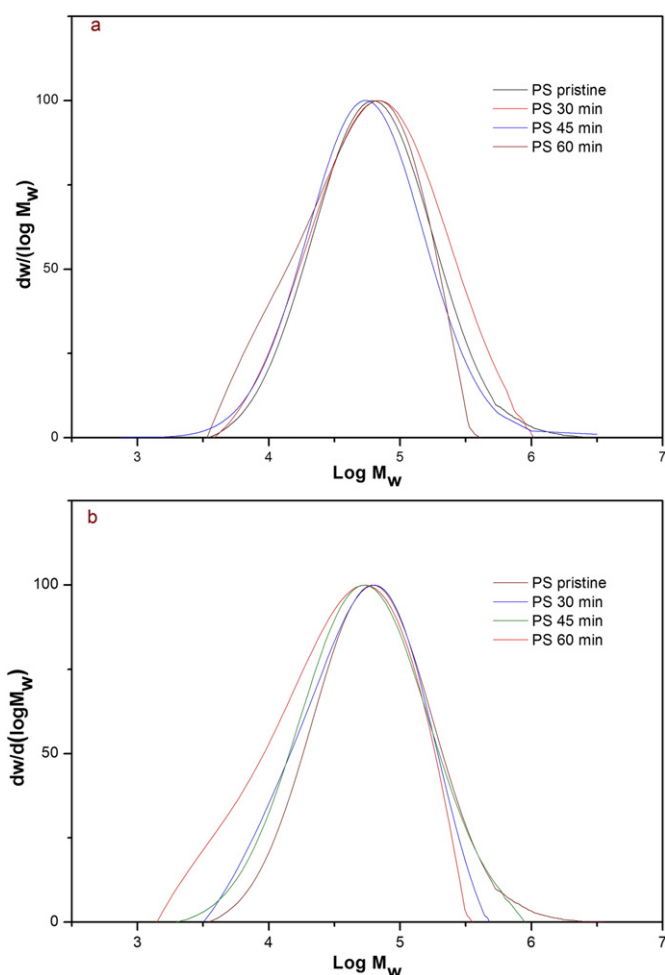 a
PS pristine
PS 30 min
PS 45 min
PS 60 min
dw/(log Mw)
100
50
0
3 4 5 6 7
Log Mw
b
PS pristine
PS 30 min
PS 45 min
PS 60 min
dw/d(logMw)
100
50
0
3 4 5 6 7
Log Mw